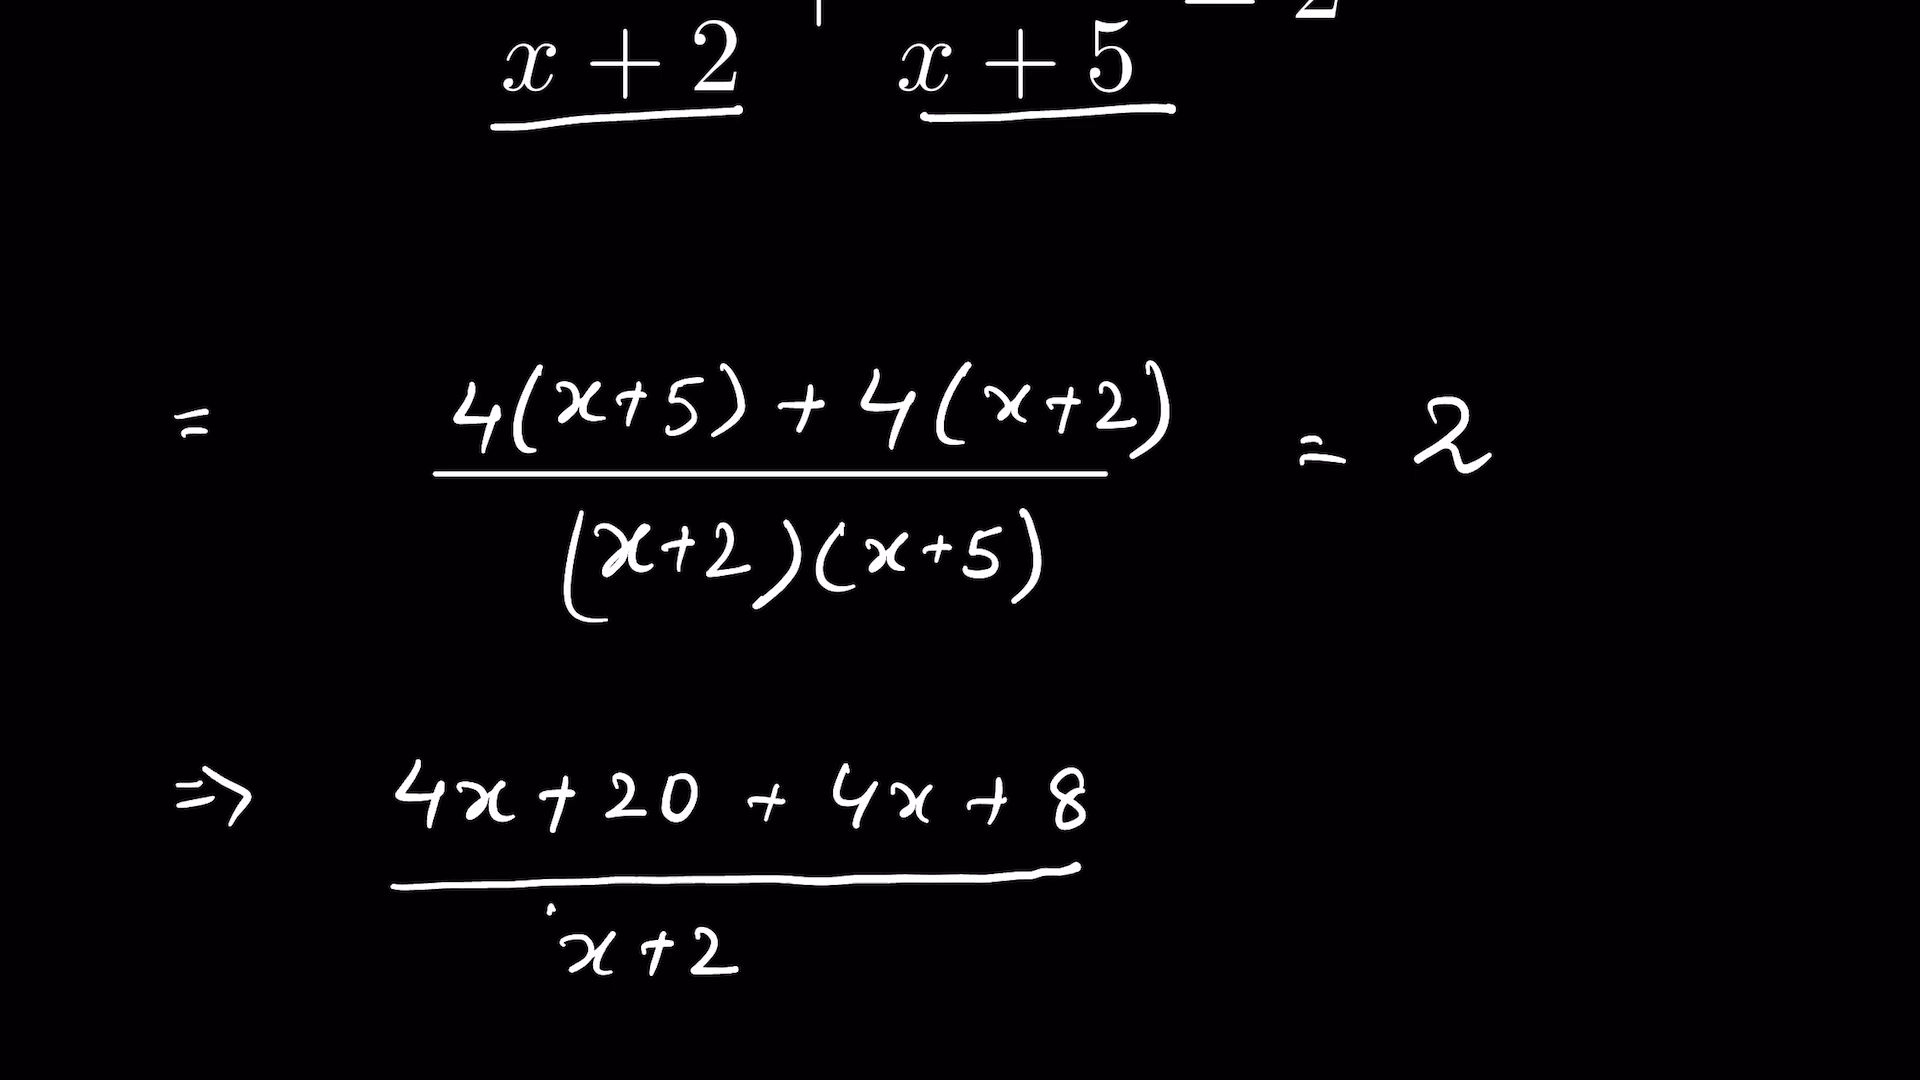 x + 2 x + 5
= 4(x+5) + 4(x+2) = 2
(x+2)(x+5)
=> 4x + 20 + 4x + 8
x + 2